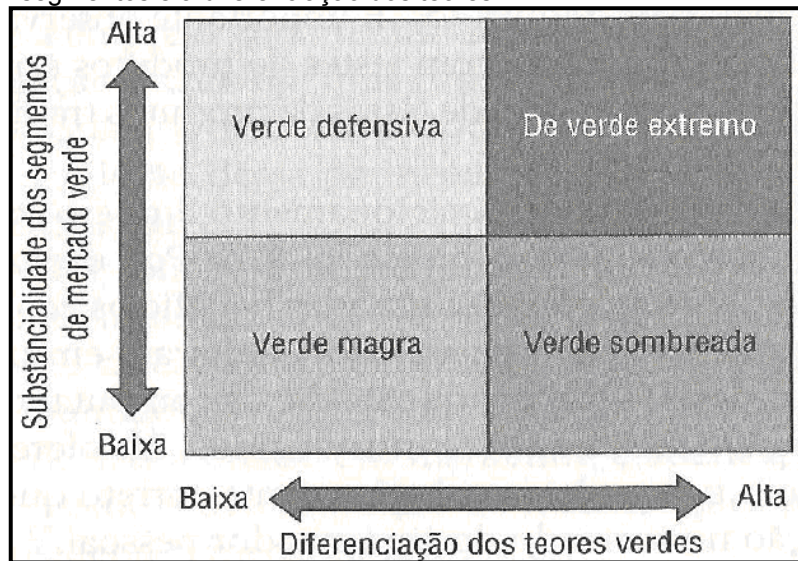 Alta
Verde defensiva
De verde extremo
Substancialidade dos segmentos
de mercado verde
Verde magra
Verde sombreada
Baixa
Baixa
Alta
Diferenciação dos teores verdes